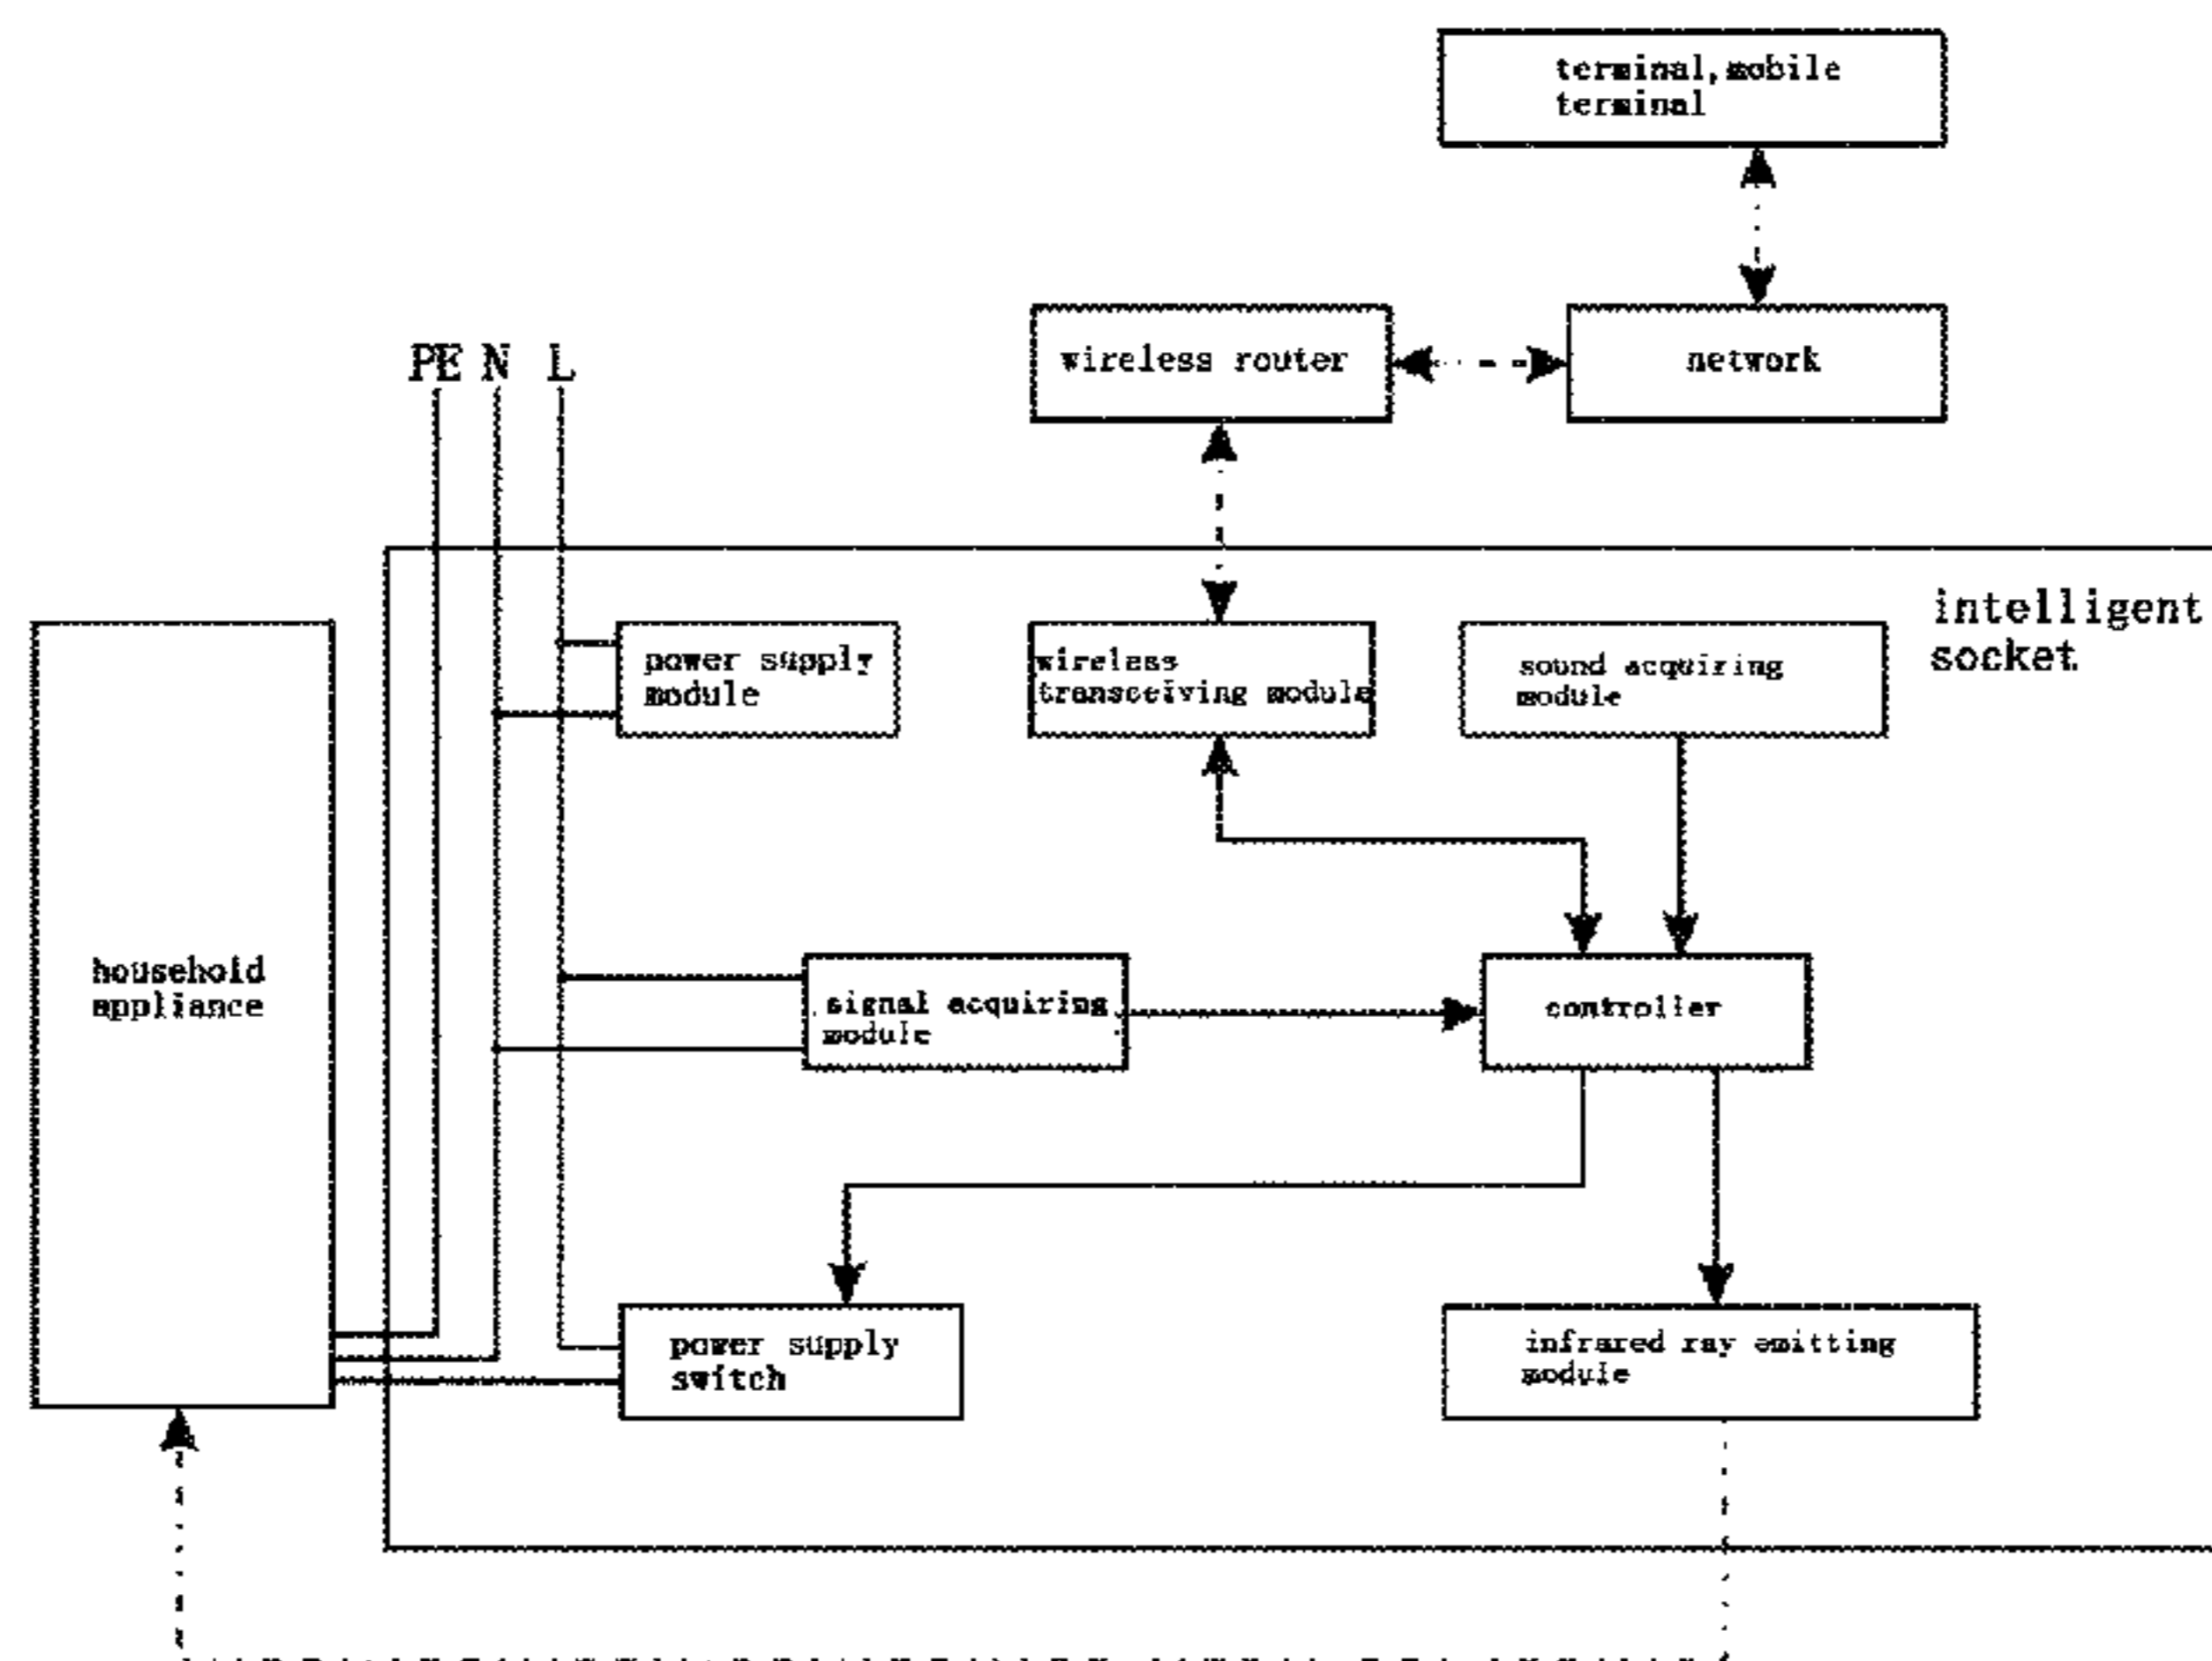 terminal, mobile
terminal
wireless router
network
PE N L
intelligent
socket
power supply
module
wireless
transceiving module
sound acquiring
module
household
appliance
signal acquiring
module
controller
power supply
switch
infrared ray emitting
module